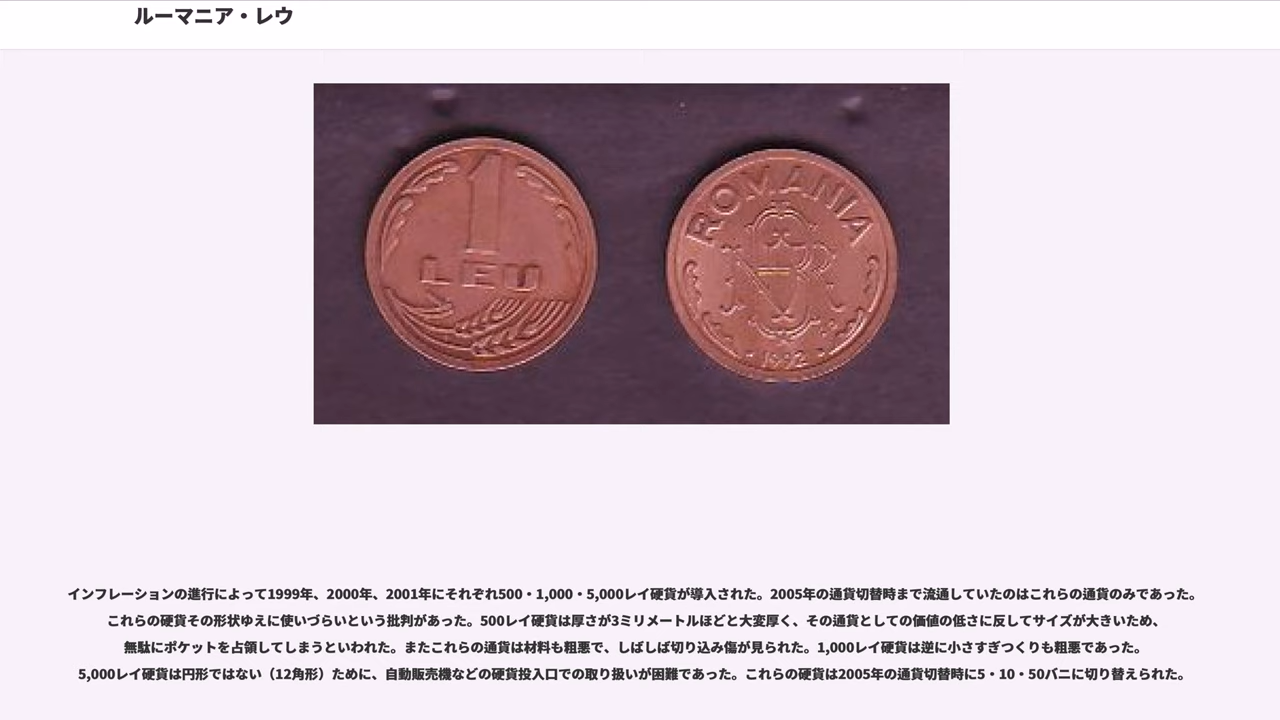 ルーマニア・レウ
1
LEU
ROMANIA
1992
インフレーションの進行によって1999年、2000年、2001年にそれぞれ500・1,000・5,000レイ硬貨が導入された。2005年の通貨切替時まで流通していたのはこれらの通貨のみであった。
これらの硬貨その形状ゆえに使いづらいという批判があった。500レイ硬貨は厚さが3ミリメートルほどと大変厚く、その通貨としての価値の低さに反してサイズが大きいため、
無駄にポケットを占領してしまうといわれた。またこれらの通貨は材料も粗悪で、しばしば切り込み傷が見られた。1,000レイ硬貨は逆に小さすぎつくりも粗悪であった。
5,000レイ硬貨は円形ではない（12角形）ために、自動販売機などの硬貨投入口での取り扱いが困難であった。これらの硬貨は2005年の通貨切替時に5・10・50バニに切り替えられた。